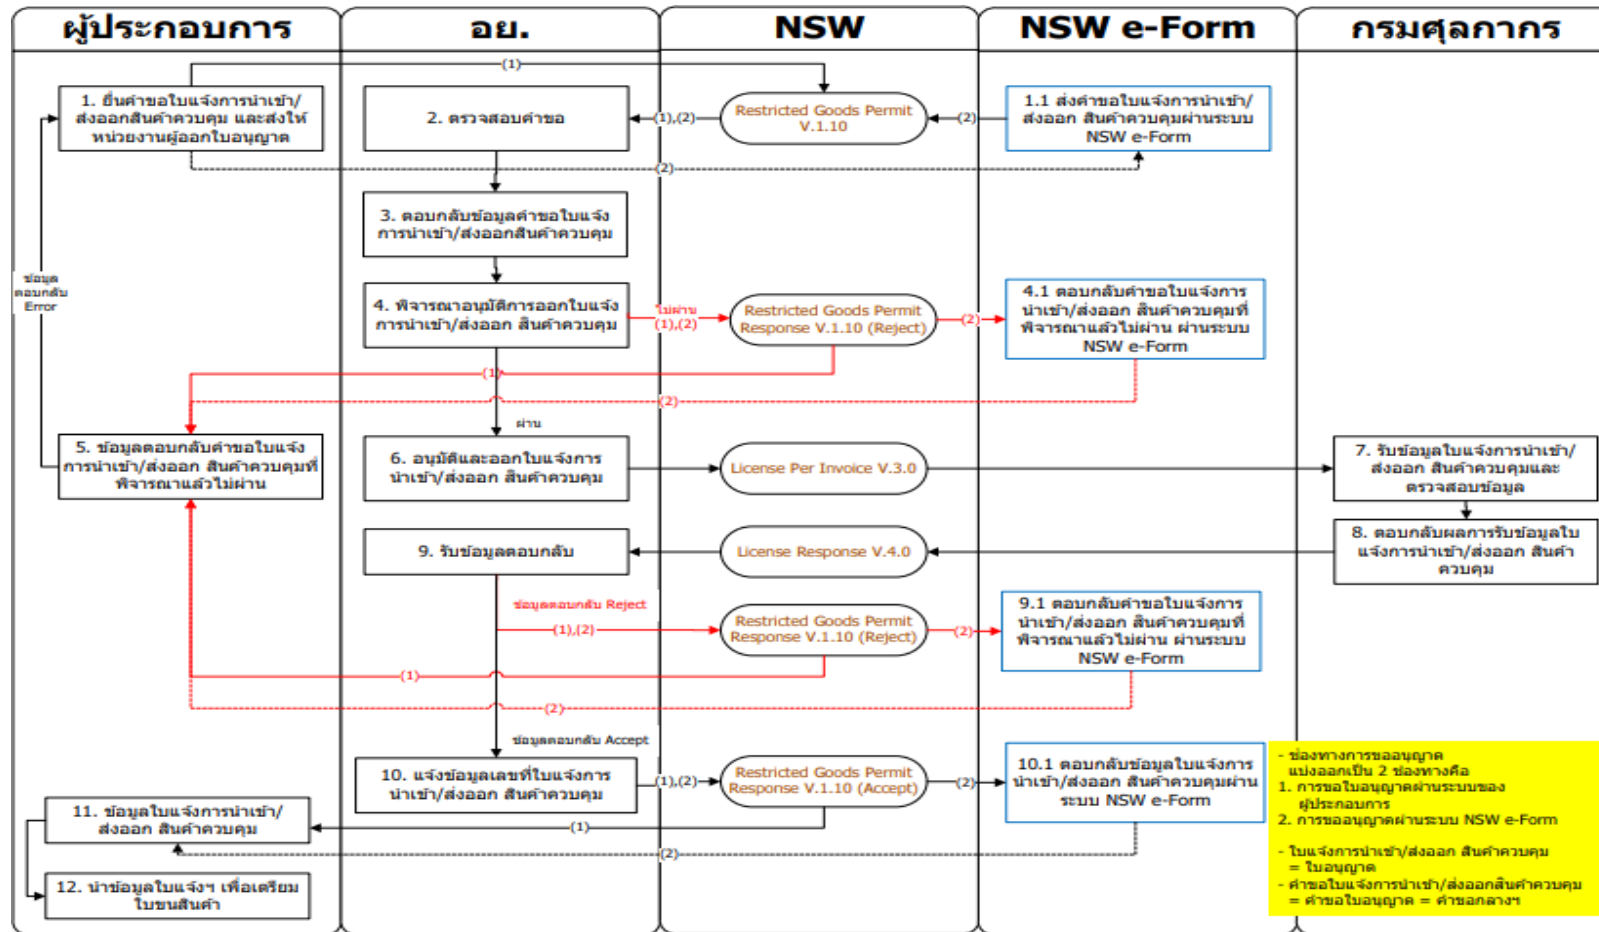 ผู้ประกอบการ
อย.
NSW
NSW e-Form
กรมศุลกากร
(1)
1. ยื่นคำขอใบแจ้งการนำเข้า/
ส่งออกสินค้าควบคุม และส่งให้
หน่วยงานผู้ออกใบอนุญาต
2. ตรวจสอบคำขอ
(1),(2)
Restricted Goods Permit
V.1.10
(2)
1.1 ส่งคำขอใบแจ้งการนำเข้า/
ส่งออก สินค้าควบคุมผ่านระบบ
NSW e-Form
(2)
3. ตอบกลับข้อมูลคำขอใบแจ้ง
การนำเข้า/ส่งออกสินค้าควบคุม
ข้อมูล
ตอบกลับ
Error
4. พิจารณาอนุมัติการออกใบแจ้ง
การนำเข้า/ส่งออก สินค้าควบคุม
ไม่ผ่าน
(1),(2)
Restricted Goods Permit
Response V.1.10 (Reject)
(2)
4.1 ตอบกลับคำขอใบแจ้งการ
นำเข้า/ส่งออก สินค้าควบคุมที่
พิจารณาแล้วไม่ผ่าน ผ่านระบบ
NSW e-Form
(1)
(2)
ผ่าน
5. ข้อมูลตอบกลับคำขอใบแจ้ง
การนำเข้า/ส่งออก สินค้าควบคุมที่
พิจารณาแล้วไม่ผ่าน
6. อนุมัติและออกใบแจ้งการ
นำเข้า/ส่งออก สินค้าควบคุม
License Per Invoice V.3.0
7. รับข้อมูลใบแจ้งการนำเข้า/
ส่งออก สินค้าควบคุมและ
ตรวจสอบข้อมูล
9. รับข้อมูลตอบกลับ
License Response V.4.0
8. ตอบกลับผลการรับข้อมูลใบ
แจ้งการนำเข้า/ส่งออก สินค้า
ควบคุม
ข้อมูลตอบกลับ Reject
(1),(2)
Restricted Goods Permit
Response V.1.10 (Reject)
(2)
9.1 ตอบกลับคำขอใบแจ้งการ
นำเข้า/ส่งออก สินค้าควบคุมที่
พิจารณาแล้วไม่ผ่าน ผ่านระบบ
NSW e-Form
(1)
(2)
ข้อมูลตอบกลับ Accept
10. แจ้งข้อมูลเลขที่ใบแจ้งการ
นำเข้า/ส่งออก สินค้าควบคุม
(1),(2)
Restricted Goods Permit
Response V.1.10 (Accept)
(2)
10.1 ตอบกลับข้อมูลใบแจ้งการ
นำเข้า/ส่งออก สินค้าควบคุมผ่าน
ระบบ NSW e-Form
11. ข้อมูลใบแจ้งการนำเข้า/
ส่งออก สินค้าควบคุม
(1)
(2)
12. นำข้อมูลใบแจ้งฯ เพื่อเตรียม
ใบขนสินค้า
- ช่องทางการขออนุญาต
แบ่งออกเป็น 2 ช่องทางคือ
1. การขอใบอนุญาตผ่านระบบของ
ผู้ประกอบการ
2. การขออนุญาตผ่านระบบ NSW e-Form
- ใบแจ้งการนำเข้า/ส่งออก สินค้าควบคุม
= ใบอนุญาต
- คำขอใบแจ้งการนำเข้า/ส่งออกสินค้าควบคุม
= คำขอใบอนุญาต = คำขอกลางฯ